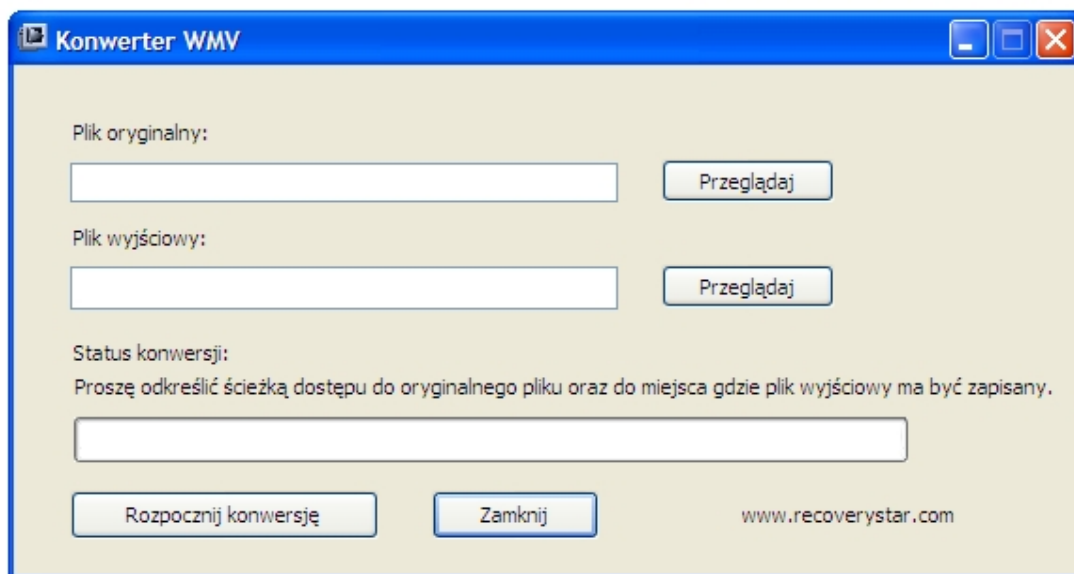 Konwerter WMV
Plik oryginalny:
Przeglądaj
Plik wyjściowy:
Przeglądaj
Status konwersji:
Proszę odkreślić ścieżką dostępu do oryginalnego pliku oraz do miejsca gdzie plik wyjściowy ma być zapisany.
Rozpocznij konwersję
Zamknij
www.recoverystar.com